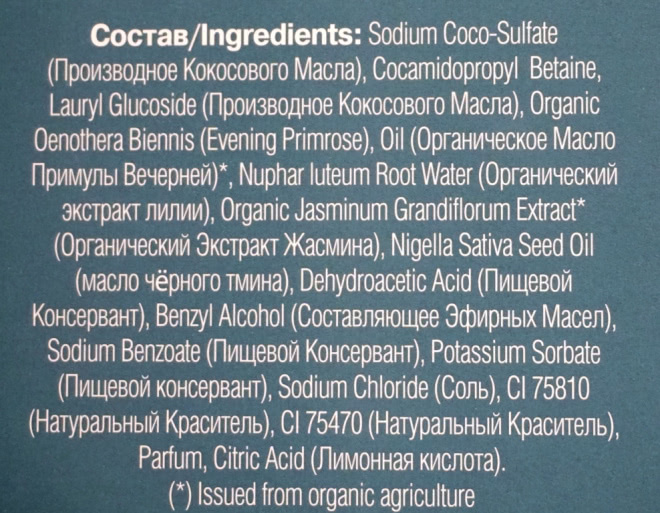 Состав/Ingredients: Sodium Coco-Sulfate
(Производное Кокосового Масла), Cocamidopropyl Betaine,
Lauryl Glucoside (Производное Кокосового Масла), Organic
Oenothera Biennis (Evening Primrose), Oil (Органическое Масло
Примулы Вечерней)*, Nuphar luteum Root Water (Органический
экстракт лилии), Organic Jasminum Grandiflorum Extract*
(Органический Экстракт Жасмина), Nigella Sativa Seed Oil
(масло чёрного тмина), Dehydroacetic Acid (Пищевой
Консервант), Benzyl Alcohol (Составляющее Эфирных Масел),
Sodium Benzoate (Пищевой Консервант), Potassium Sorbate
(Пищевой консервант), Sodium Chloride (Соль), CI 75810
(Натуральный Краситель), CI 75470 (Натуральный Краситель),
Parfum, Citric Acid (Лимонная кислота).
(*) Issued from organic agriculture